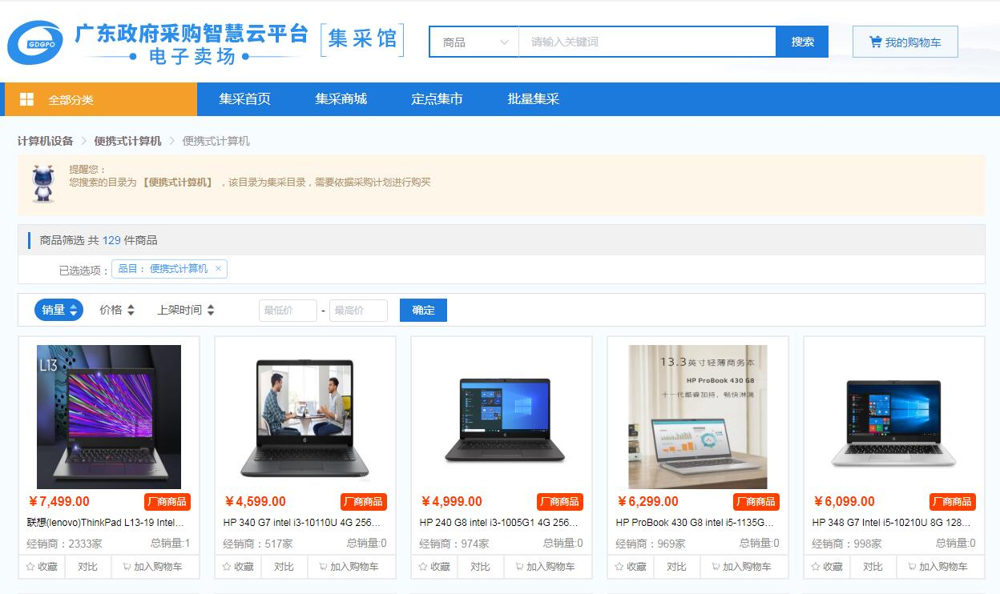 广东政府采购智慧云平台
电子卖场
GDGPO
集采馆
商品
请输入关键词
搜索
我的购物车
全部分类
集采首页
集采商城
定点集市
批量集采
计算机设备 > 便携式计算机 > 便携式计算机
提醒您：
您搜索的目录为 【便携式计算机】 ，该目录为集采目录，需要依据采购计划进行购买
商品筛选 共 129 件商品
已选选项： 品目： 便携式计算机 ×
销量 价格 上架时间 最低价 - 最高价 确定
L13
13.3英寸轻薄商务本
HP ProBook 430 G8
十一代酷睿加持，畅快淋漓
￥7,499.00 厂商商品
联想(lenovo)ThinkPad L13-19 Intel...
经销商：2333家 总销量:1
收藏 对比 加入购物车
￥4,599.00 厂商商品
HP 340 G7 intel i3-10110U 4G 256...
经销商：517家 总销量:0
收藏 对比 加入购物车
￥4,999.00 厂商商品
HP 240 G8 intel i3-1005G1 4G 256...
经销商：974家 总销量:0
收藏 对比 加入购物车
￥6,299.00 厂商商品
HP ProBook 430 G8 intel i5-1135G...
经销商：969家 总销量:0
收藏 对比 加入购物车
￥6,099.00 厂商商品
HP 348 G7 Intel i5-10210U 8G 128...
经销商：998家 总销量:0
收藏 对比 加入购物车